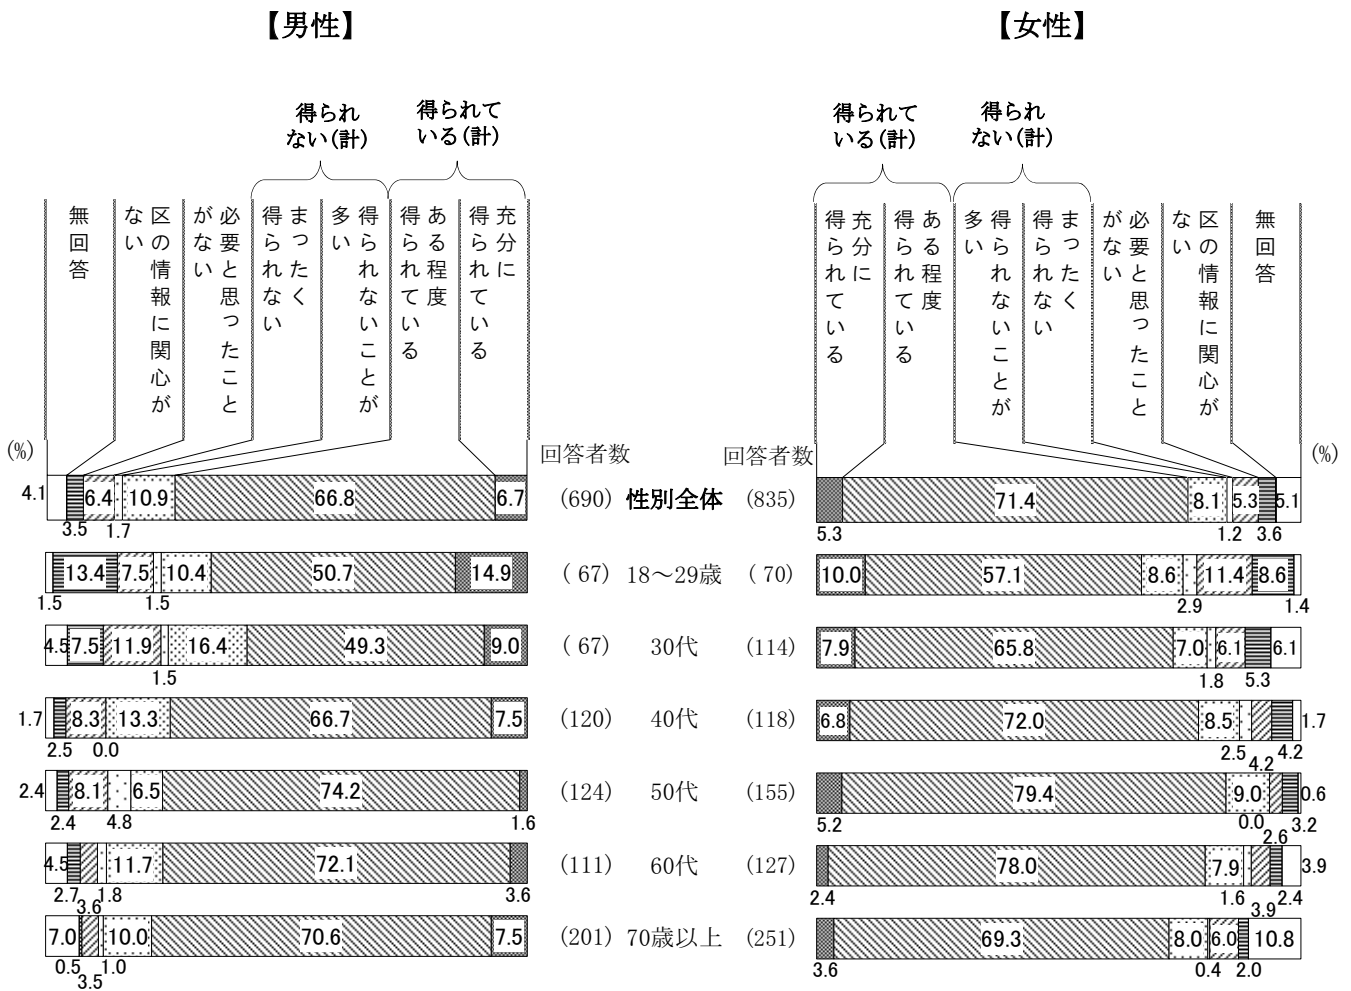 【男性】
【女性】
得られ
ない(計)
得られて
いる(計)
得られて
いる(計)
得られ
ない(計)
無回答
区の情報に関心が
ない
必要と思ったこと
がない
まったく
得られない
得られないことが
多い
ある程度
得られている
充分に
得られている
充分に
得られている
ある程度
得られている
得られないことが
多い
まったく
得られない
必要と思ったこと
がない
区の情報に関心が
ない
無回答
(%)
回答者数
回答者数
(%)
4.1 3.5 6.4 1.7 10.9 66.8 6.7 (690) 性別全体 (835) 5.3 71.4 8.1 1.2 5.3 3.6 5.1
1.5 13.4 7.5 1.5 10.4 50.7 14.9 (67) 18～29歳 (70) 10.0 57.1 8.6 2.9 11.4 8.6 1.4
4.5 7.5 11.9 1.5 16.4 49.3 9.0 (67) 30代 (114) 7.9 65.8 7.0 1.8 6.1 5.3 6.1
1.7 2.5 8.3 0.0 13.3 66.7 7.5 (120) 40代 (118) 6.8 72.0 8.5 2.5 4.2 4.2 1.7
2.4 2.4 8.1 4.8 6.5 74.2 1.6 (124) 50代 (155) 5.2 79.4 9.0 0.0 2.6 3.2 0.6
4.5 2.7 3.6 1.8 11.7 72.1 3.6 (111) 60代 (127) 2.4 78.0 7.9 1.6 3.9 2.4 3.9
7.0 0.5 3.5 1.0 10.0 70.6 7.5 (201) 70歳以上 (251) 3.6 69.3 8.0 0.4 6.0 2.0 10.8